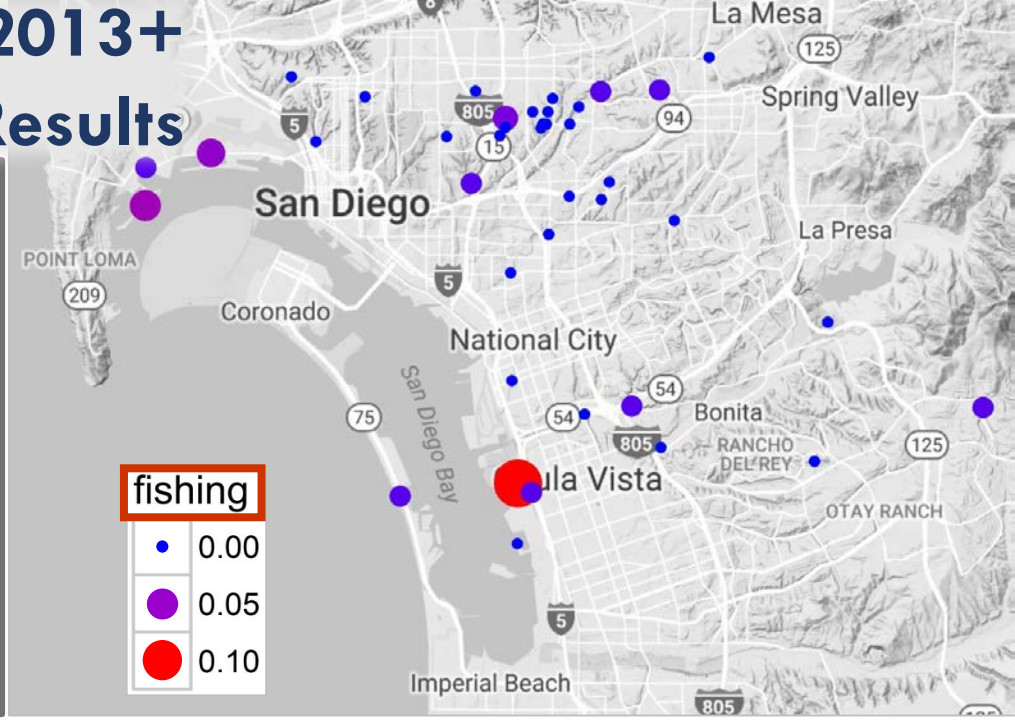 2013+
Results
8
La Mesa
125
5
805
Spring Valley
94
15
San Diego
POINT LOMA
209
5
La Presa
Coronado
National City
San Diego Bay
75
54
54
Bonita
805
RANCHO
DEL REY
125
ula Vista
OTAY RANCH
fishing
0.00
0.05
0.10
5
Imperial Beach
805